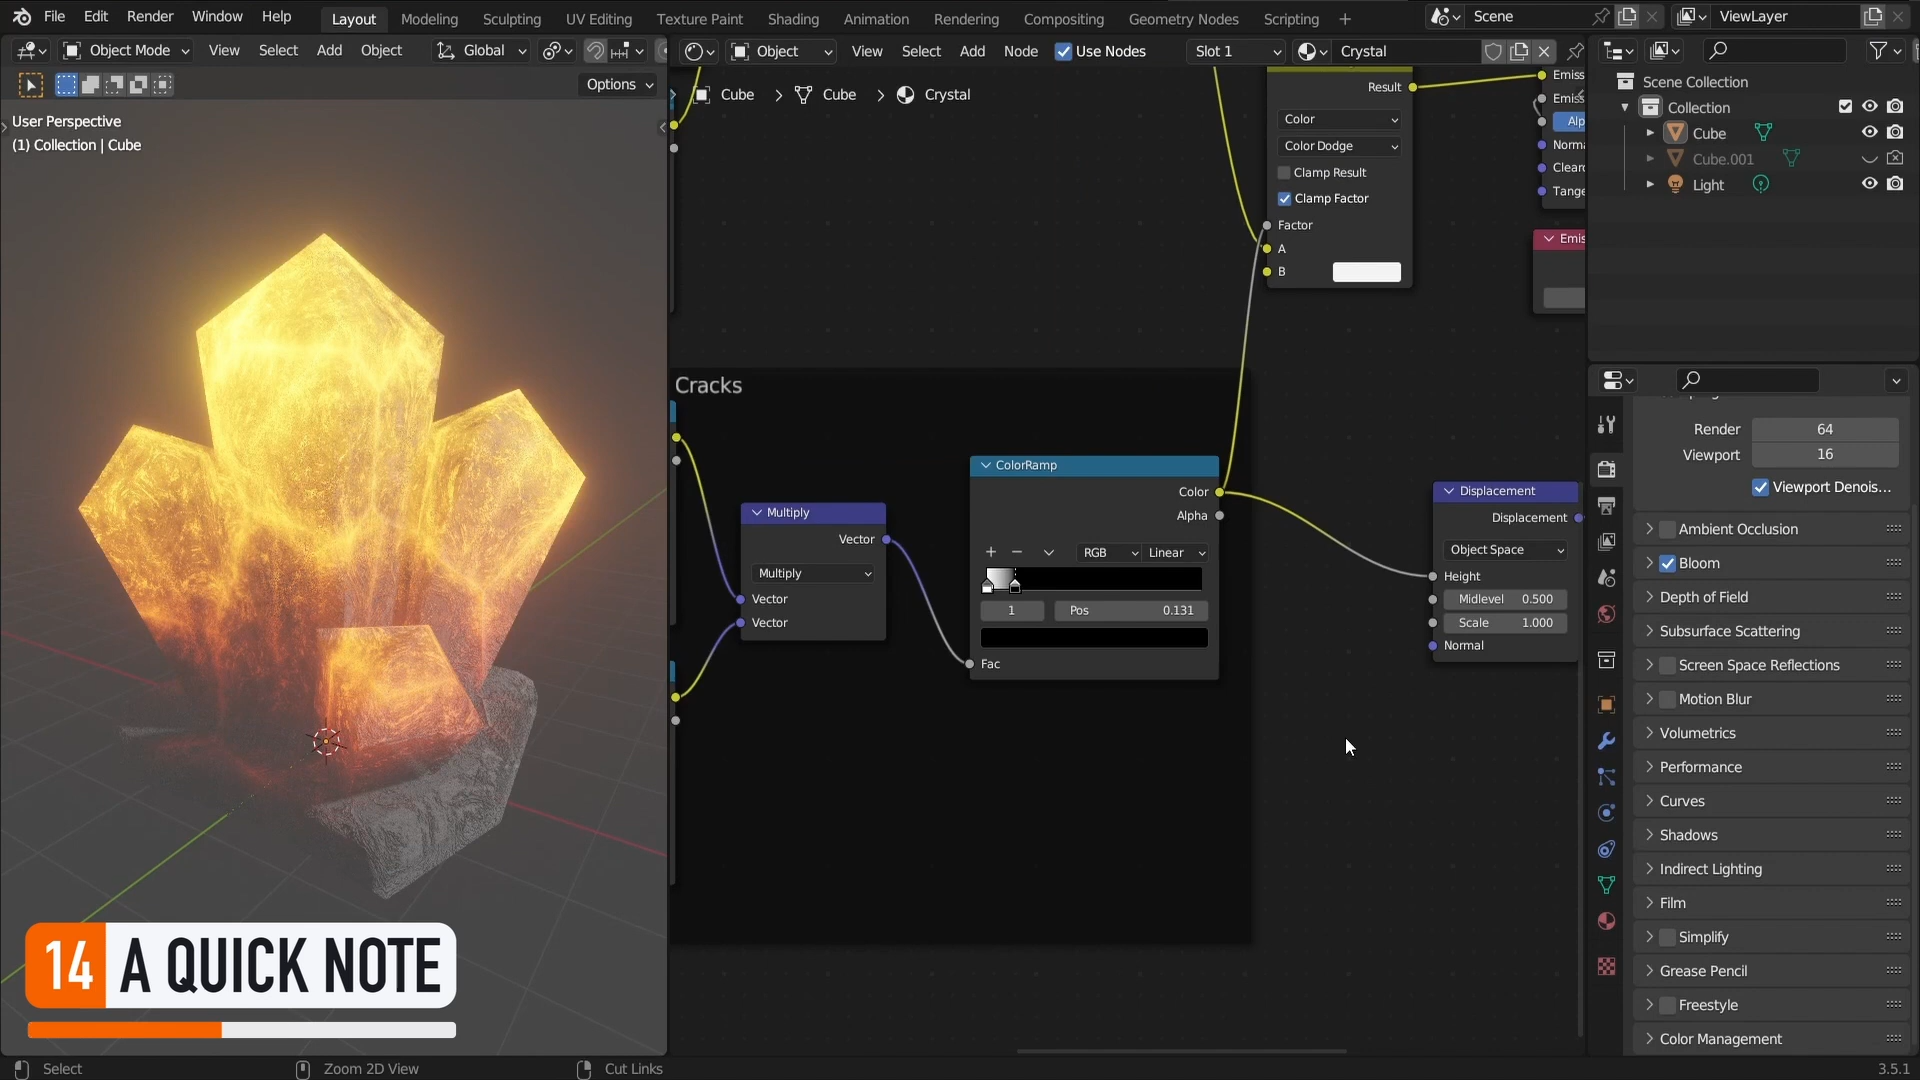 File Edit Render Window Help Layout Modeling Sculpting UV Editing Texture Paint Shading Animation Rendering Compositing Geometry Nodes Scripting + Scene ViewLayer
Object Mode View Select Add Object Global
Object View Select Add Node Use Nodes Slot 1 Crystal
Options
User Perspective
(1) Collection | Cube
Cube > Cube > Crystal
Result
Color
Color Dodge
Clamp Result
Clamp Factor
Factor
A
B
Emiss
Emiss
Alp
Norma
Clearc
Tange
Emis
Cracks
Multiply
Vector
Multiply
Vector
Vector
ColorRamp
Color
Alpha
+ − RGB Linear
1 Pos 0.131
Fac
Displacement
Displacement
Object Space
Height
Midlevel 0.500
Scale 1.000
Normal
Scene Collection
Collection
Cube
Cube.001
Light
Render 64
Viewport 16
Viewport Denois...
Ambient Occlusion
Bloom
Depth of Field
Subsurface Scattering
Screen Space Reflections
Motion Blur
Volumetrics
Performance
Curves
Shadows
Indirect Lighting
Film
Simplify
Grease Pencil
Freestyle
Color Management
14 A QUICK NOTE
Select Zoom 2D View Cut Links 3.5.1